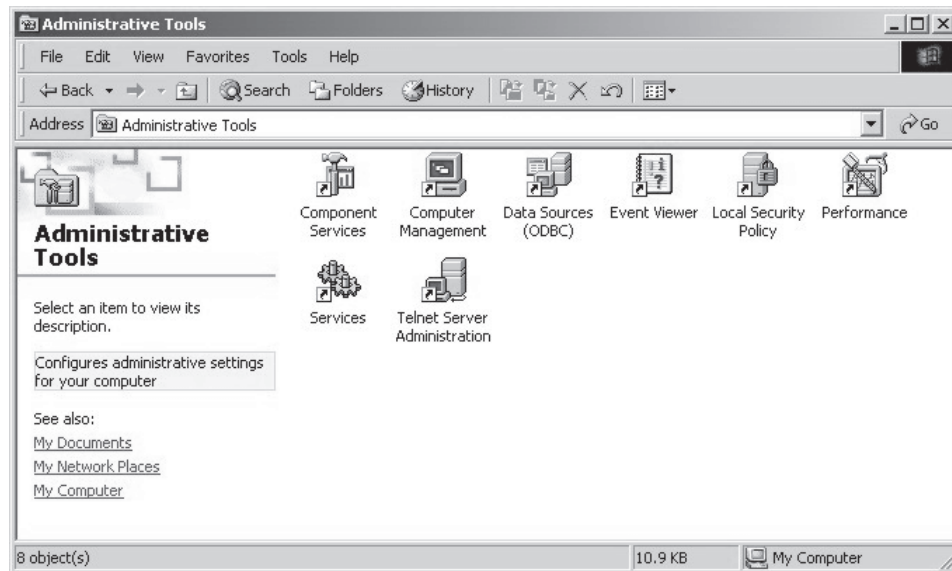 Administrative Tools
File Edit View Favorites Tools Help
Back Search Folders History
Address Administrative Tools Go
Administrative
Tools
Select an item to view its
description.
Configures administrative settings
for your computer
See also:
My Documents
My Network Places
My Computer
Component
Services
Computer
Management
Data Sources
(ODBC)
Event Viewer
Local Security
Policy
Performance
Services
Telnet Server
Administration
8 object(s) 10.9 KB My Computer